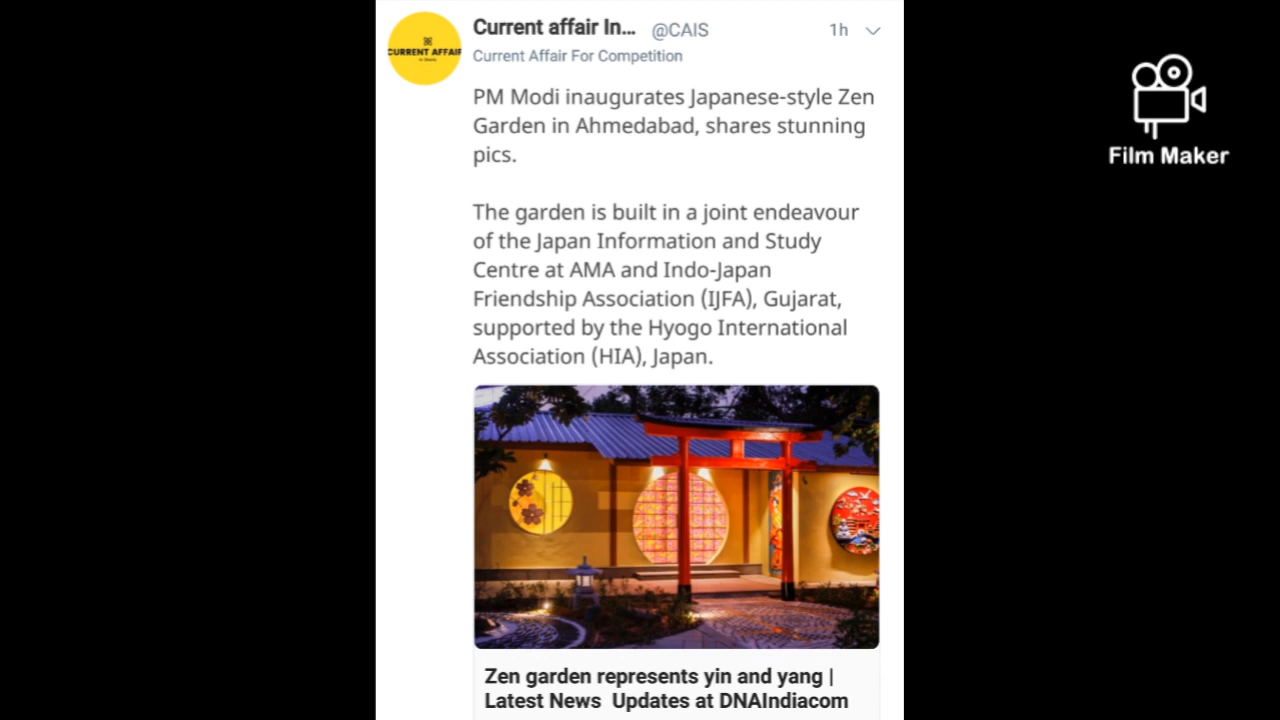 Current affair In... @CAIS 1h
Current Affair For Competition
CURRENT AFFAIR
PM Modi inaugurates Japanese-style Zen
Garden in Ahmedabad, shares stunning
pics.
The garden is built in a joint endeavour
of the Japan Information and Study
Centre at AMA and Indo-Japan
Friendship Association (IJFA), Gujarat,
supported by the Hyogo International
Association (HIA), Japan.
Zen garden represents yin and yang |
Latest News Updates at DNAIndiacom
Film Maker